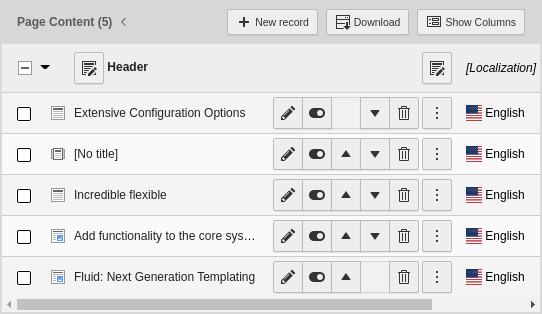 Page Content (5)
New record
Download
Show Columns
Header
[Localization]
Extensive Configuration Options
English
[No title]
English
Incredible flexible
English
Add functionality to the core sys…
English
Fluid: Next Generation Templating
English